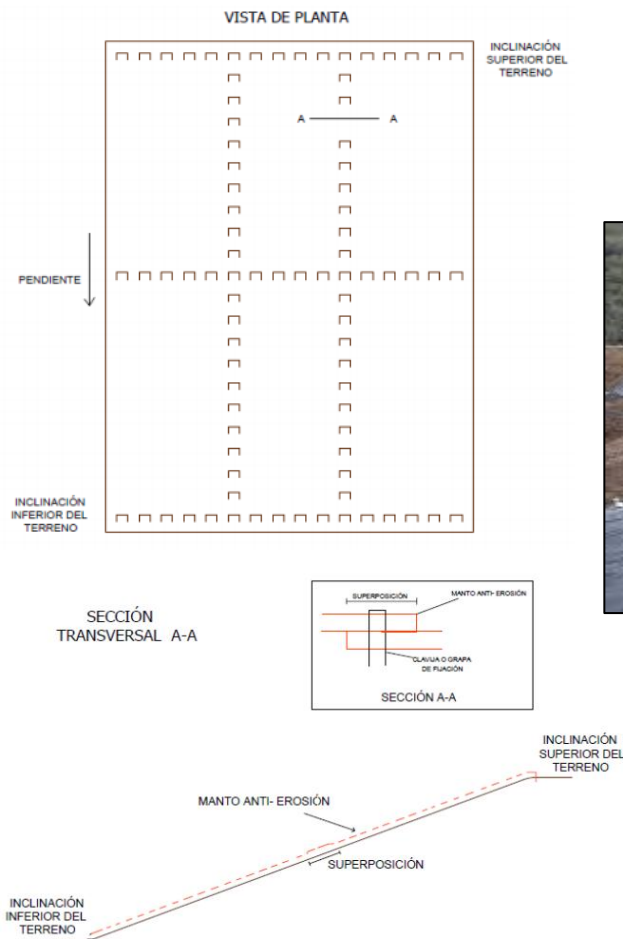 VISTA DE PLANTA
INCLINACIÓN
SUPERIOR DEL
TERRENO
A A
PENDIENTE
INCLINACIÓN
INFERIOR DEL
TERRENO
SECCIÓN
TRANSVERSAL A-A
SUPERPOSICIÓN
MANTO ANTI- EROSIÓN
CLAVIJA O GRAPA
DE FIJACIÓN
SECCIÓN A-A
INCLINACIÓN
SUPERIOR DEL
TERRENO
MANTO ANTI- EROSIÓN
SUPERPOSICIÓN
INCLINACIÓN
INFERIOR DEL
TERRENO